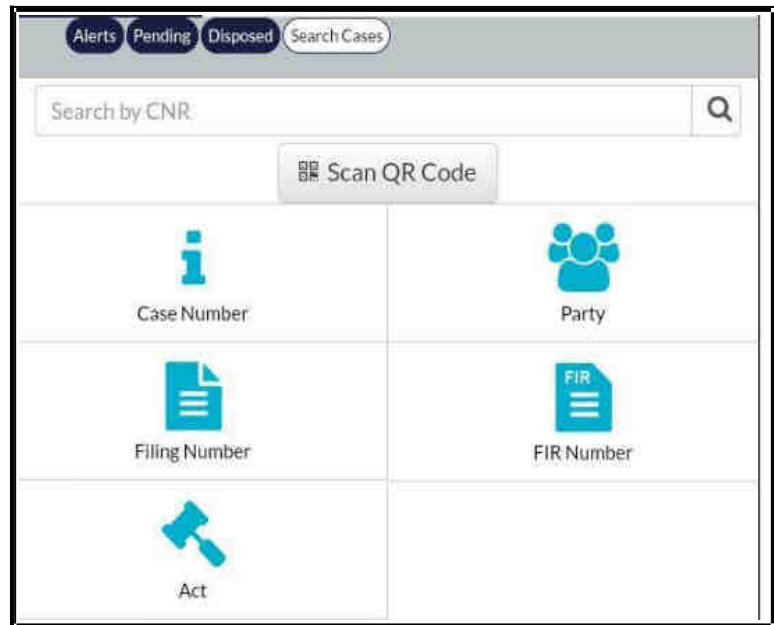 Alerts Pending Disposed Search Cases
Search by CNR
Scan QR Code
Case Number Party
FIR
Filing Number FIR Number
Act